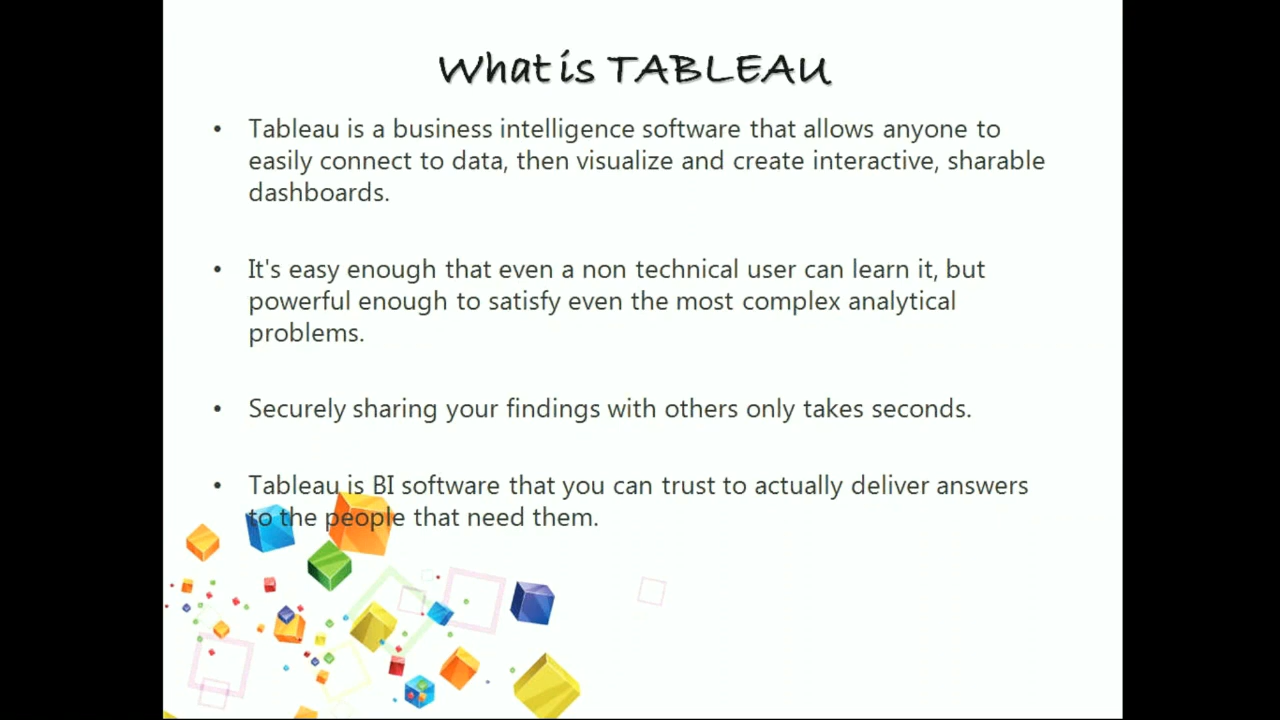 What is TABLEAU
• Tableau is a business intelligence software that allows anyone to
easily connect to data, then visualize and create interactive, sharable
dashboards.
• It's easy enough that even a non technical user can learn it, but
powerful enough to satisfy even the most complex analytical
problems.
• Securely sharing your findings with others only takes seconds.
• Tableau is BI software that you can trust to actually deliver answers
to the people that need them.